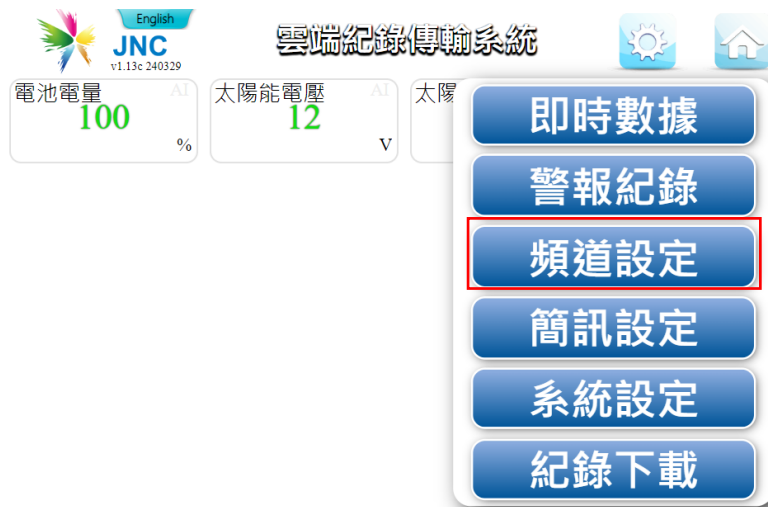 English
JNC
v1.13c 240329
雲端紀錄傳輸系統
電池電量 AI
100
%
太陽能電壓 AI
12
V
太陽
即時數據
警報紀錄
頻道設定
簡訊設定
系統設定
紀錄下載